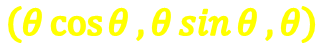 (θ cos θ , θ sin θ , θ)